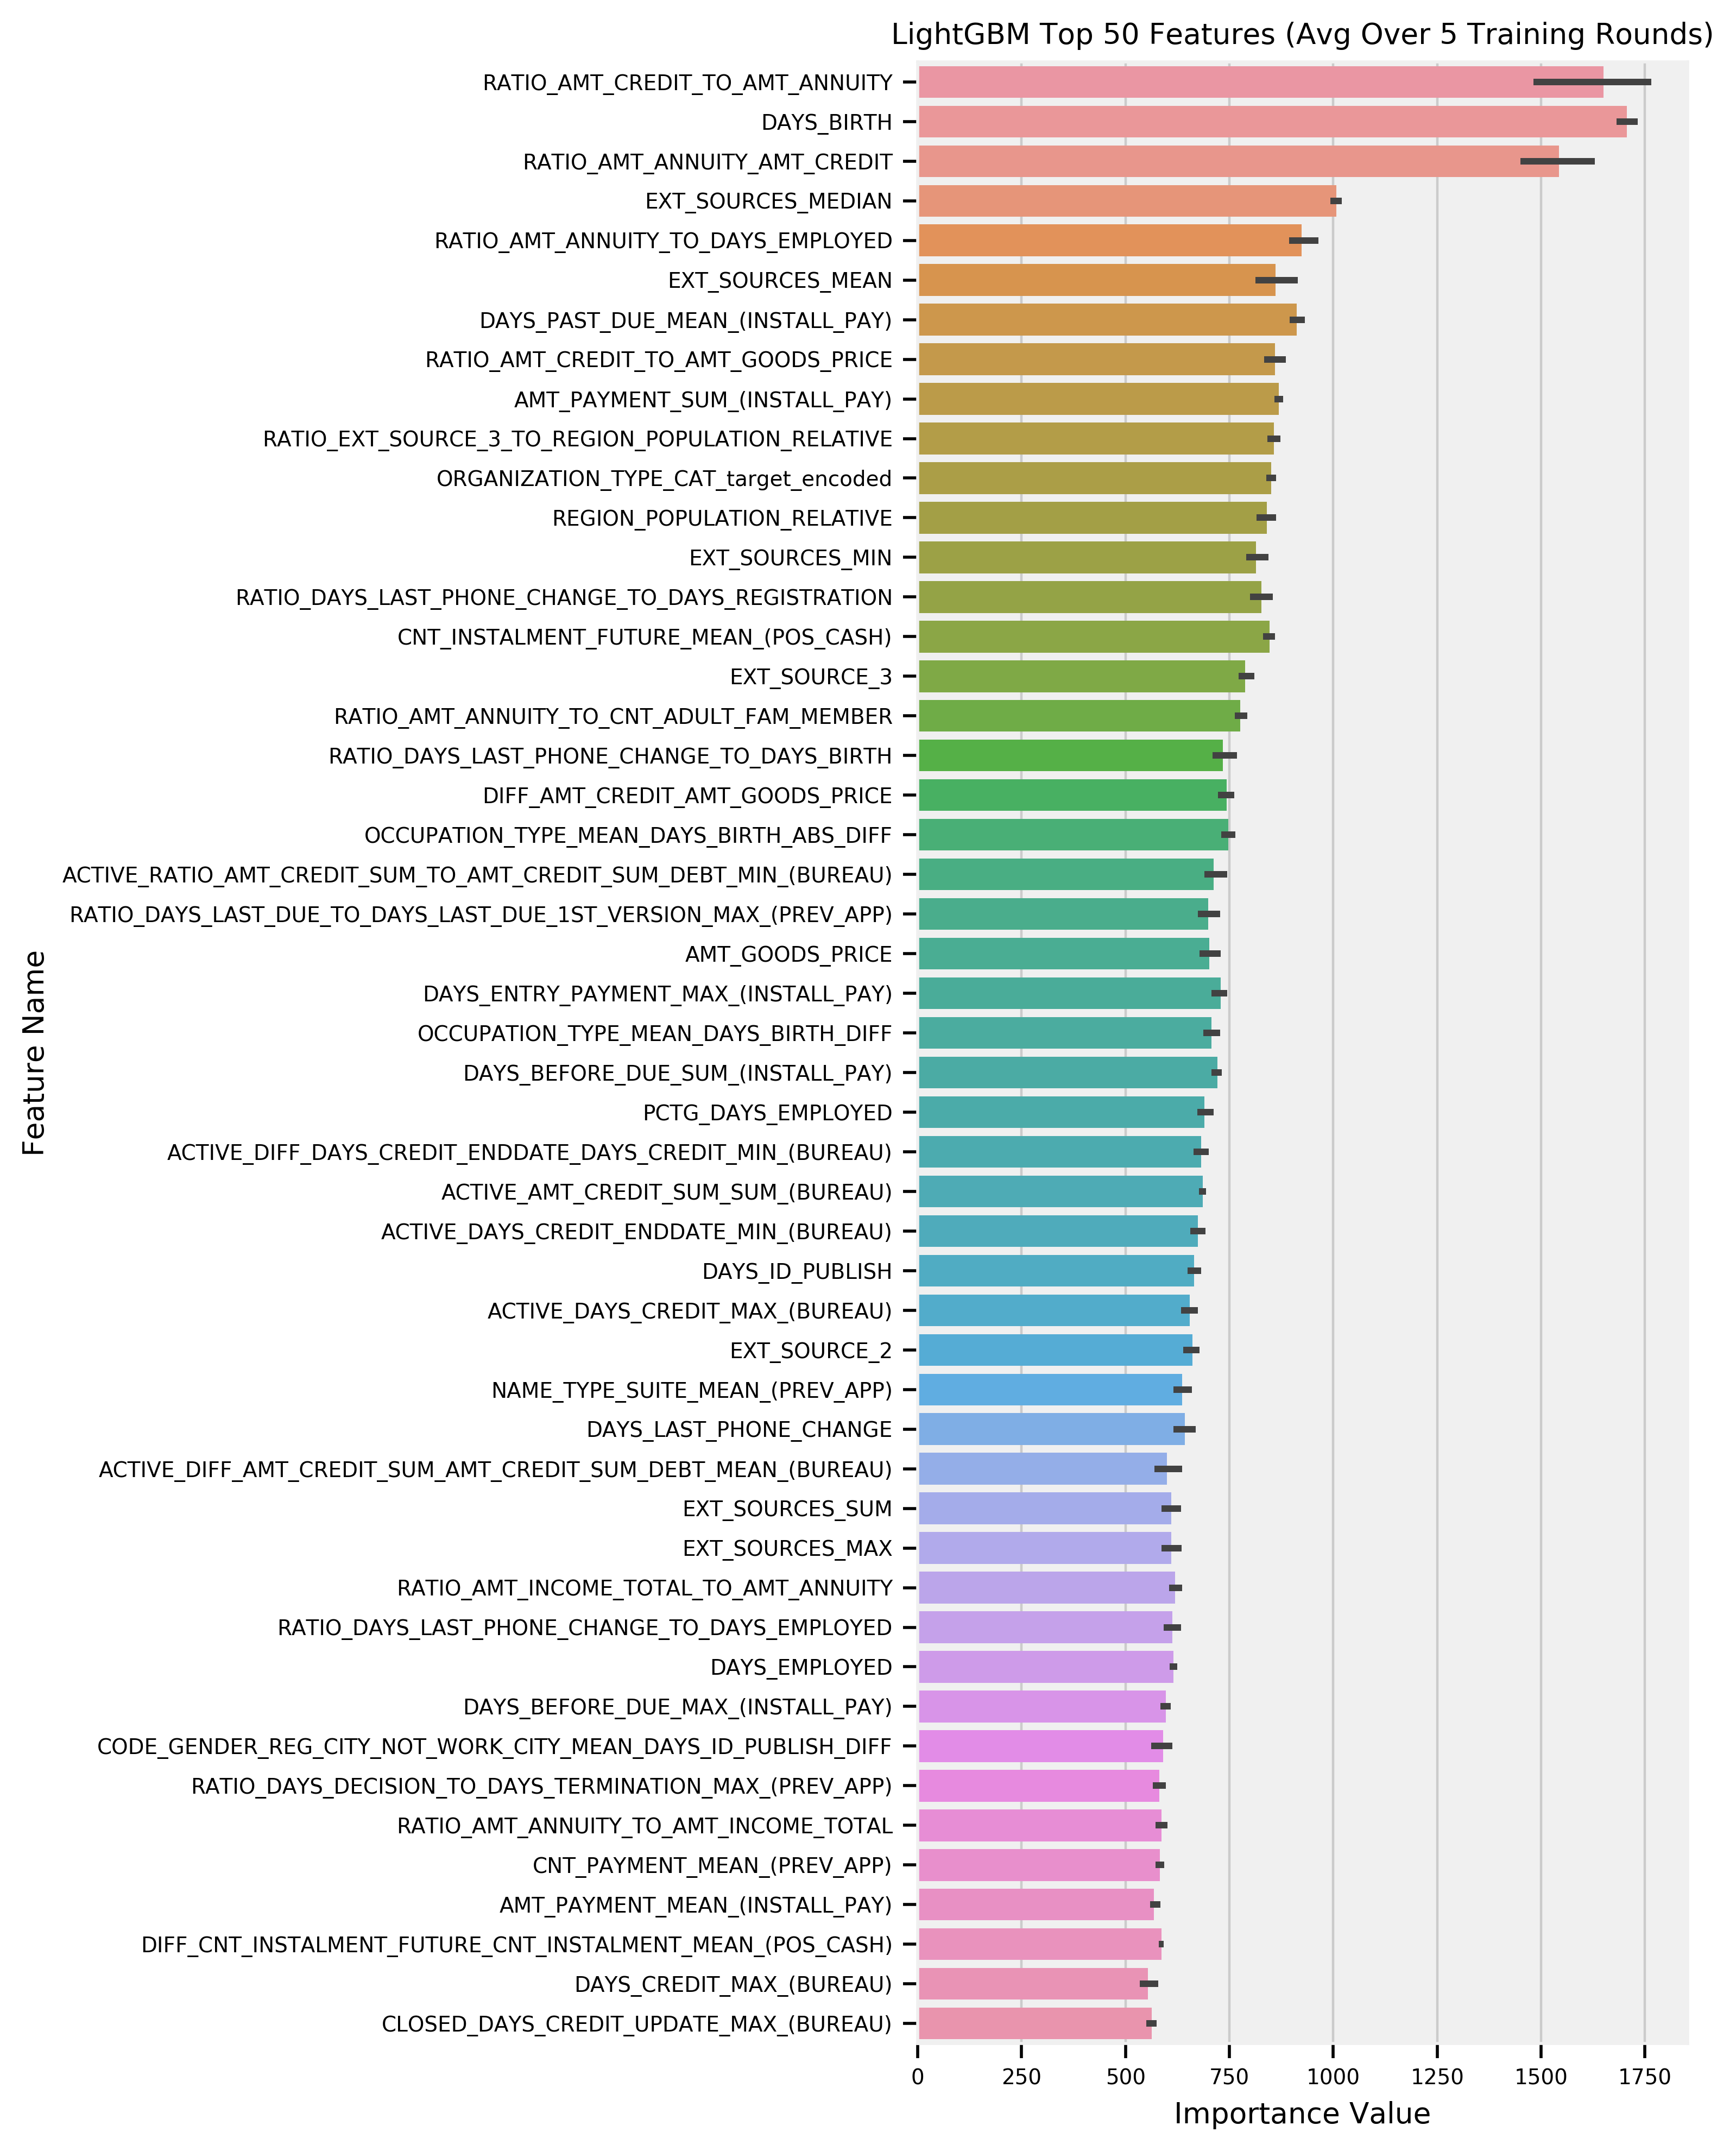 LightGBM Top 50 Features (Avg Over 5 Training Rounds)
RATIO_AMT_CREDIT_TO_AMT_ANNUITY
DAYS_BIRTH
RATIO_AMT_ANNUITY_AMT_CREDIT
EXT_SOURCES_MEDIAN
RATIO_AMT_ANNUITY_TO_DAYS_EMPLOYED
EXT_SOURCES_MEAN
DAYS_PAST_DUE_MEAN_(INSTALL_PAY)
RATIO_AMT_CREDIT_TO_AMT_GOODS_PRICE
AMT_PAYMENT_SUM_(INSTALL_PAY)
RATIO_EXT_SOURCE_3_TO_REGION_POPULATION_RELATIVE
ORGANIZATION_TYPE_CAT_target_encoded
REGION_POPULATION_RELATIVE
EXT_SOURCES_MIN
RATIO_DAYS_LAST_PHONE_CHANGE_TO_DAYS_REGISTRATION
CNT_INSTALMENT_FUTURE_MEAN_(POS_CASH)
EXT_SOURCE_3
RATIO_AMT_ANNUITY_TO_CNT_ADULT_FAM_MEMBER
RATIO_DAYS_LAST_PHONE_CHANGE_TO_DAYS_BIRTH
DIFF_AMT_CREDIT_AMT_GOODS_PRICE
OCCUPATION_TYPE_MEAN_DAYS_BIRTH_ABS_DIFF
ACTIVE_RATIO_AMT_CREDIT_SUM_TO_AMT_CREDIT_SUM_DEBT_MIN_(BUREAU)
RATIO_DAYS_LAST_DUE_TO_DAYS_LAST_DUE_1ST_VERSION_MAX_(PREV_APP)
AMT_GOODS_PRICE
DAYS_ENTRY_PAYMENT_MAX_(INSTALL_PAY)
OCCUPATION_TYPE_MEAN_DAYS_BIRTH_DIFF
DAYS_BEFORE_DUE_SUM_(INSTALL_PAY)
PCTG_DAYS_EMPLOYED
ACTIVE_DIFF_DAYS_CREDIT_ENDDATE_DAYS_CREDIT_MIN_(BUREAU)
ACTIVE_AMT_CREDIT_SUM_SUM_(BUREAU)
ACTIVE_DAYS_CREDIT_ENDDATE_MIN_(BUREAU)
DAYS_ID_PUBLISH
ACTIVE_DAYS_CREDIT_MAX_(BUREAU)
EXT_SOURCE_2
NAME_TYPE_SUITE_MEAN_(PREV_APP)
DAYS_LAST_PHONE_CHANGE
ACTIVE_DIFF_AMT_CREDIT_SUM_AMT_CREDIT_SUM_DEBT_MEAN_(BUREAU)
EXT_SOURCES_SUM
EXT_SOURCES_MAX
RATIO_AMT_INCOME_TOTAL_TO_AMT_ANNUITY
RATIO_DAYS_LAST_PHONE_CHANGE_TO_DAYS_EMPLOYED
DAYS_EMPLOYED
DAYS_BEFORE_DUE_MAX_(INSTALL_PAY)
CODE_GENDER_REG_CITY_NOT_WORK_CITY_MEAN_DAYS_ID_PUBLISH_DIFF
RATIO_DAYS_DECISION_TO_DAYS_TERMINATION_MAX_(PREV_APP)
RATIO_AMT_ANNUITY_TO_AMT_INCOME_TOTAL
CNT_PAYMENT_MEAN_(PREV_APP)
AMT_PAYMENT_MEAN_(INSTALL_PAY)
DIFF_CNT_INSTALMENT_FUTURE_CNT_INSTALMENT_MEAN_(POS_CASH)
DAYS_CREDIT_MAX_(BUREAU)
CLOSED_DAYS_CREDIT_UPDATE_MAX_(BUREAU)
Feature Name
0 250 500 750 1000 1250 1500 1750
Importance Value